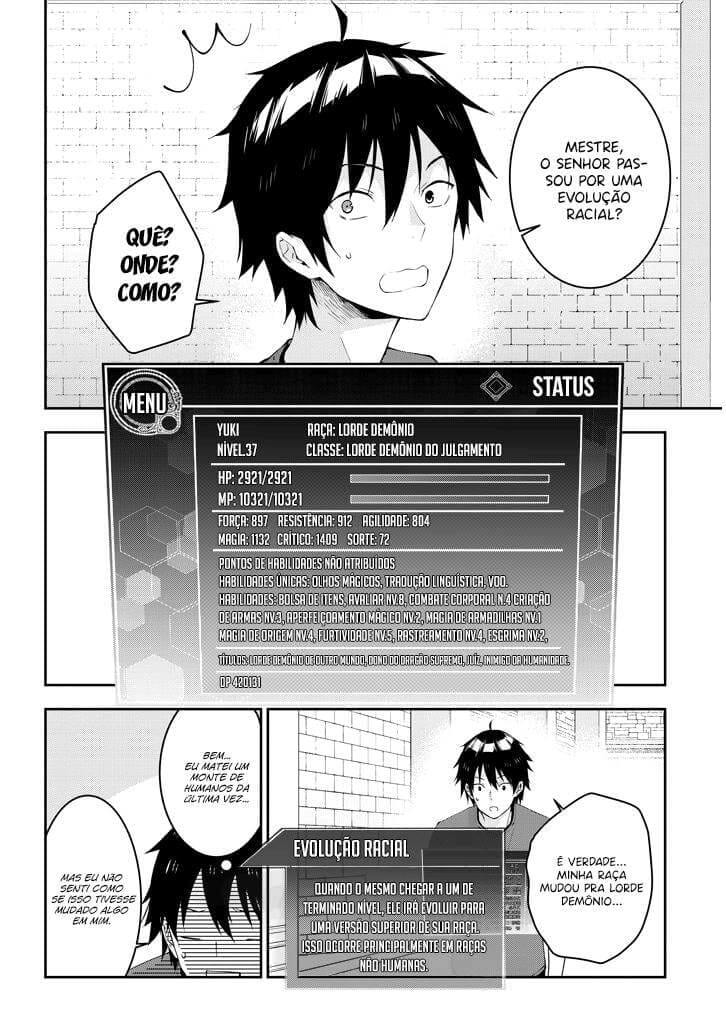 MESTRE,
O SENHOR PAS-
SOU POR UMA
EVOLUÇÃO
RACIAL?
QUÊ?
ONDE?
COMO?
MENU
STATUS
YUKI RAÇA: LORDE DEMÔNIO
NÍVEL.37 CLASSE: LORDE DEMÔNIO DO JULGAMENTO
HP: 2921/2921
MP: 10321/10321
FORÇA: 897 RESISTÊNCIA: 912 AGILIDADE: 804
MAGIA: 1132 CRÍTICO: 1409 SORTE: 72
PONTOS DE HABILIDADES NÃO ATRIBUÍDOS
HABILIDADES ÚNICAS: OLHOS MÁGICOS, TRADUÇÃO LINGUÍSTICA, VOO.
HABILIDADES: BOLSA DE ITENS, AVALIAR NV.8, COMBATE CORPORAL N.4 CRIAÇÃO
DE ARMAS NV.3, APERFEIÇOAMENTO MÁGICO NV.2, MAGIA DE ARMADILHAS NV.1
MAGIA DE ORIGEM NV.4, FURTIVIDADE NV.5, RASTREAMENTO NV.4, ESGRIMA NV.2,
TÍTULOS: LORDE DEMÔNIO DE OUTRO MUNDO, DONO DO DRAGÃO SUPREMO, JUÍZ, INIMIGO DA HUMANIDADE.
DP 420131
É VERDADE...
MINHA RAÇA
MUDOU PRA LORDE
DEMÔNIO.
EVOLUÇÃO RACIAL
QUANDO O MESMO CHEGAR A UM DE
TERMINADO NÍVEL, ELE IRÁ EVOLUIR PARA
UMA VERSÃO SUPERIOR DE SUA RAÇA.
ISSO OCORRE PRINCIPALMENTE EM RAÇAS
NÃO HUMANAS.
BEM...
EU MATEI UM
MONTE DE
HUMANOS DA
ÚLTIMA VEZ...
MAS EU NÃO
SENTI COMO
SE ISSO TIVESSE
MUDADO ALGO
EM MIM.